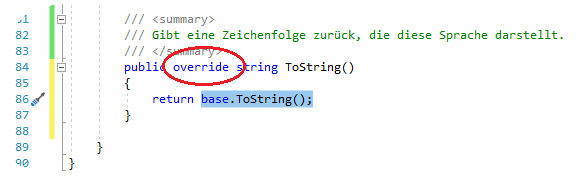 81 /// <summary>
82 /// Gibt eine Zeichenfolge zurück, die diese Sprache darstellt.
83 /// </summary>
84 public override string ToString()
85 {
86 return base.ToString();
87 }
88
89 }
90 }